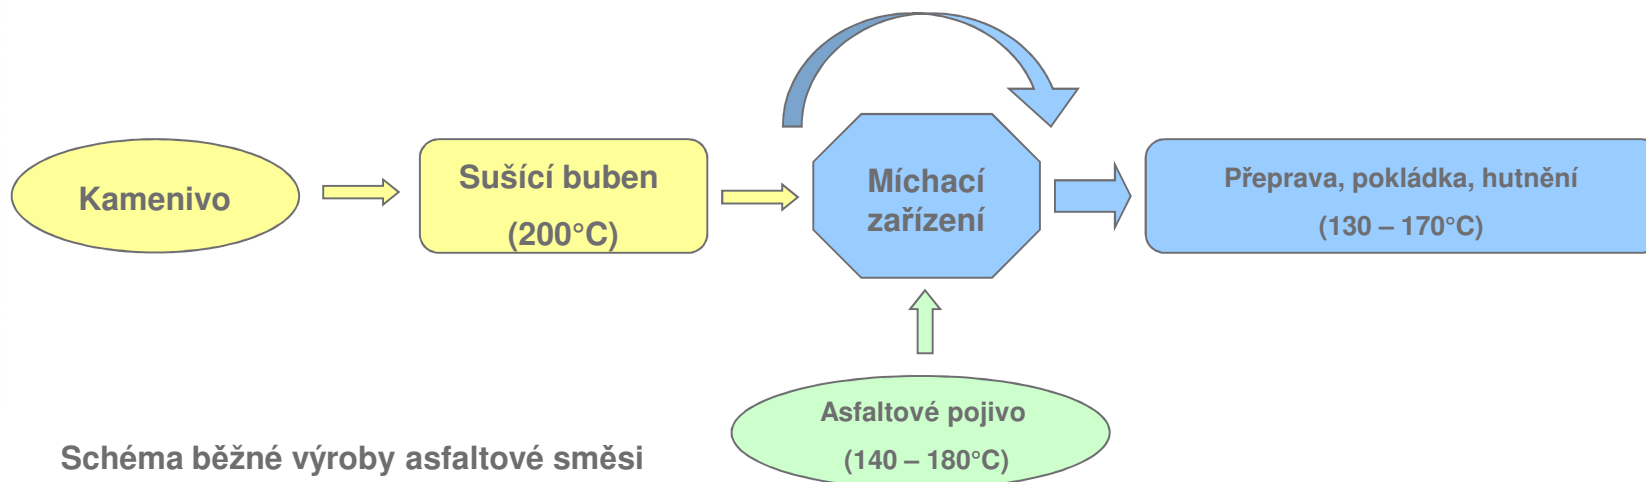 Kamenivo
Sušící buben
(200°C)
Míchací
zařízení
Přeprava, pokládka, hutnění
(130 – 170°C)
Asfaltové pojivo
(140 – 180°C)
Schéma běžné výroby asfaltové směsi